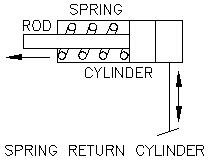 SPRING
ROD
CYLINDER
SPRING RETURN CYLINDER